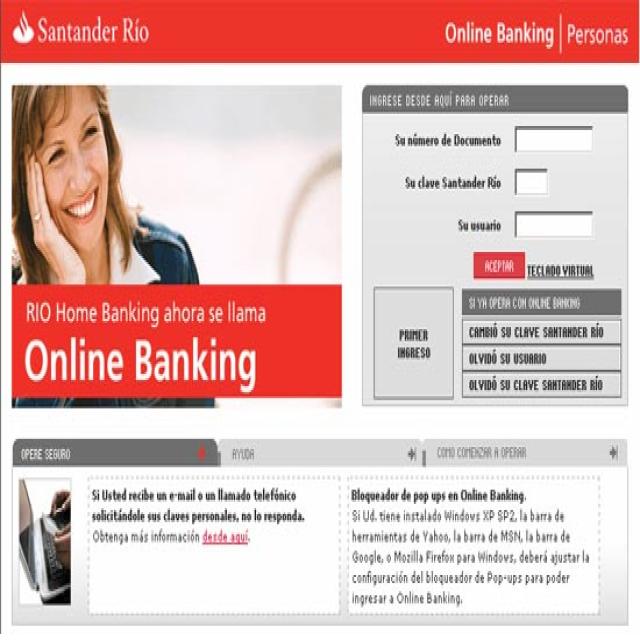 Santander Río
Online Banking | Personas
INGRESE DESDE AQUÍ PARA OPERAR
Su número de Documento
Su clave Santander Río
Su usuario
ACEPTAR
TECLADO VIRTUAL
RIO Home Banking ahora se llama
Online Banking
PRIMER
INGRESO
SI YA OPERA CON ONLINE BANKING
CAMBIÓ SU CLAVE SANTANDER RÍO
OLVIDÓ SU USUARIO
OLVIDÓ SU CLAVE SANTANDER RÍO
OPERE SEGURO
AYUDA
COMO COMENZAR A OPERAR
Si Usted recibe un e-mail o un llamado telefónico
solicitándole sus claves personales, no lo responda.
Obtenga más información desde aquí.
Bloqueador de pop ups en Online Banking.
Si Ud. tiene instalado Windows XP SP2, la barra de
herramientas de Yahoo, la barra de MSN, la barra de
Google, o Mozilla Firefox para Windows, deberá ajustar la
configuración del bloqueador de Pop-ups para poder
ingresar a Online Banking.